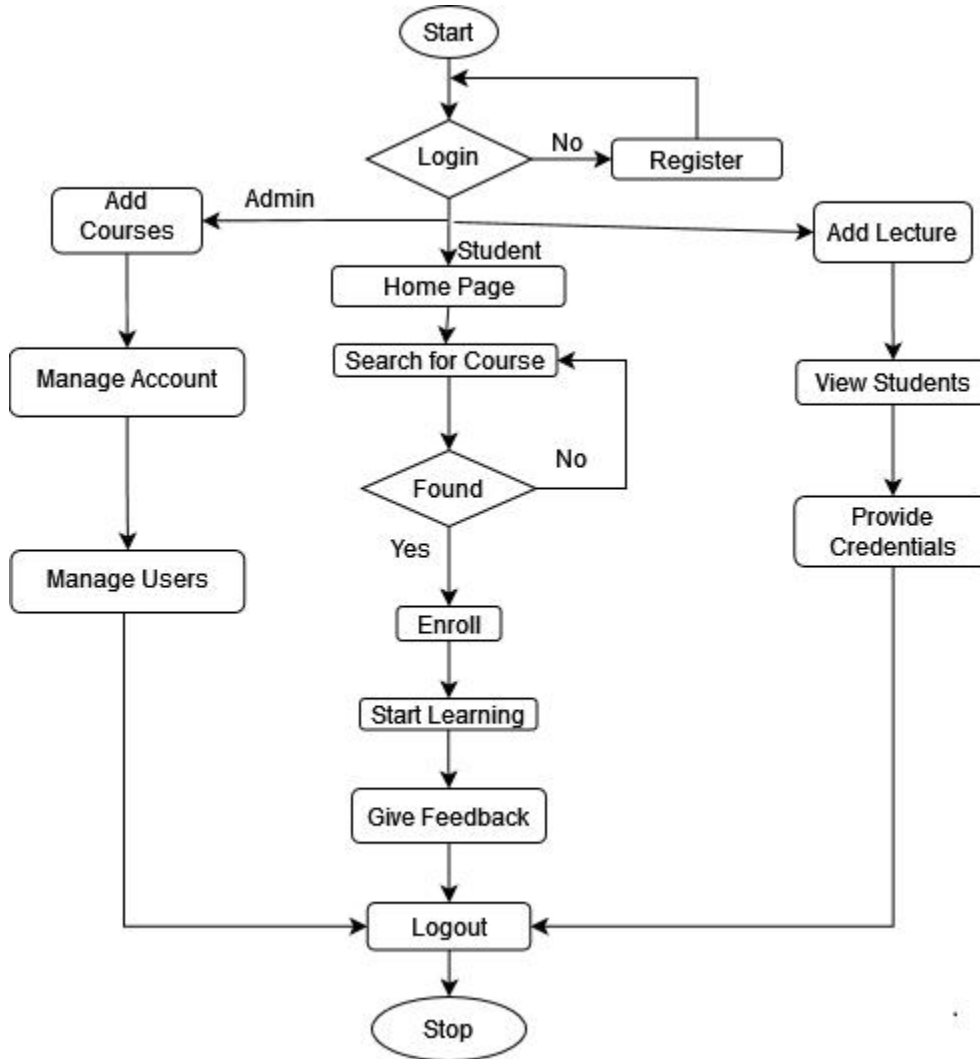 Start
Login
No
Register
Admin
Add
Courses
Student
Add Lecture
Home Page
Search for Course
Manage Account
View Students
No
Found
Yes
Provide
Credentials
Manage Users
Enroll
Start Learning
Give Feedback
Logout
Stop